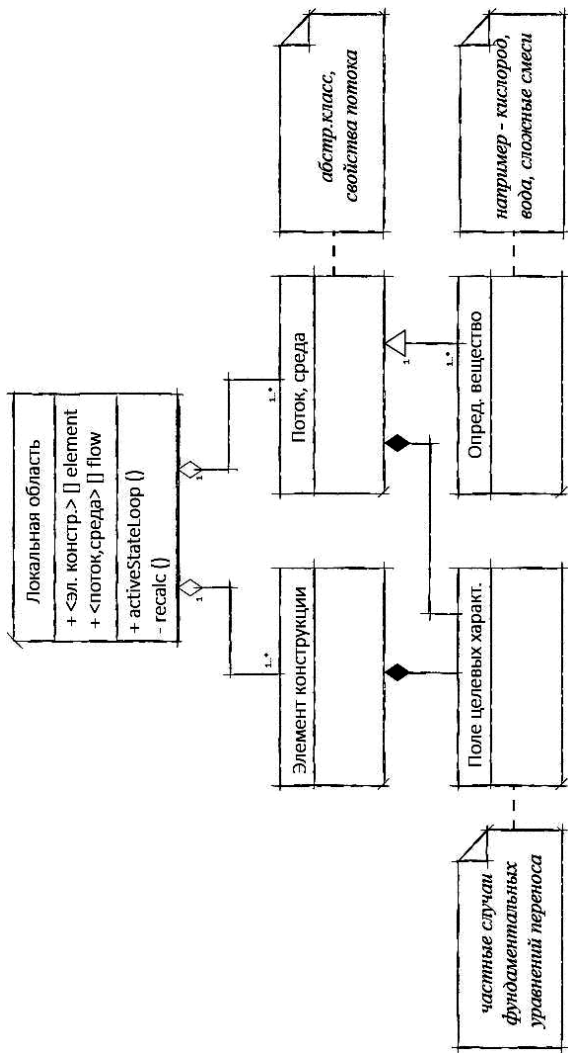 Локальная область
+ <эл. констр.> [] element
+ <поток,среда> [] flow
+ activeStateLoop ()
- recalc ()
1
1
1..*
1..*
Элемент конструкции
Поток, среда
абстр.класс,
свойства потока
1
1..*
частные случаи
фундаментальных
уравнений переноса
Поле целевых характ.
Опред. вещество
например - кислород,
вода, сложные смеси